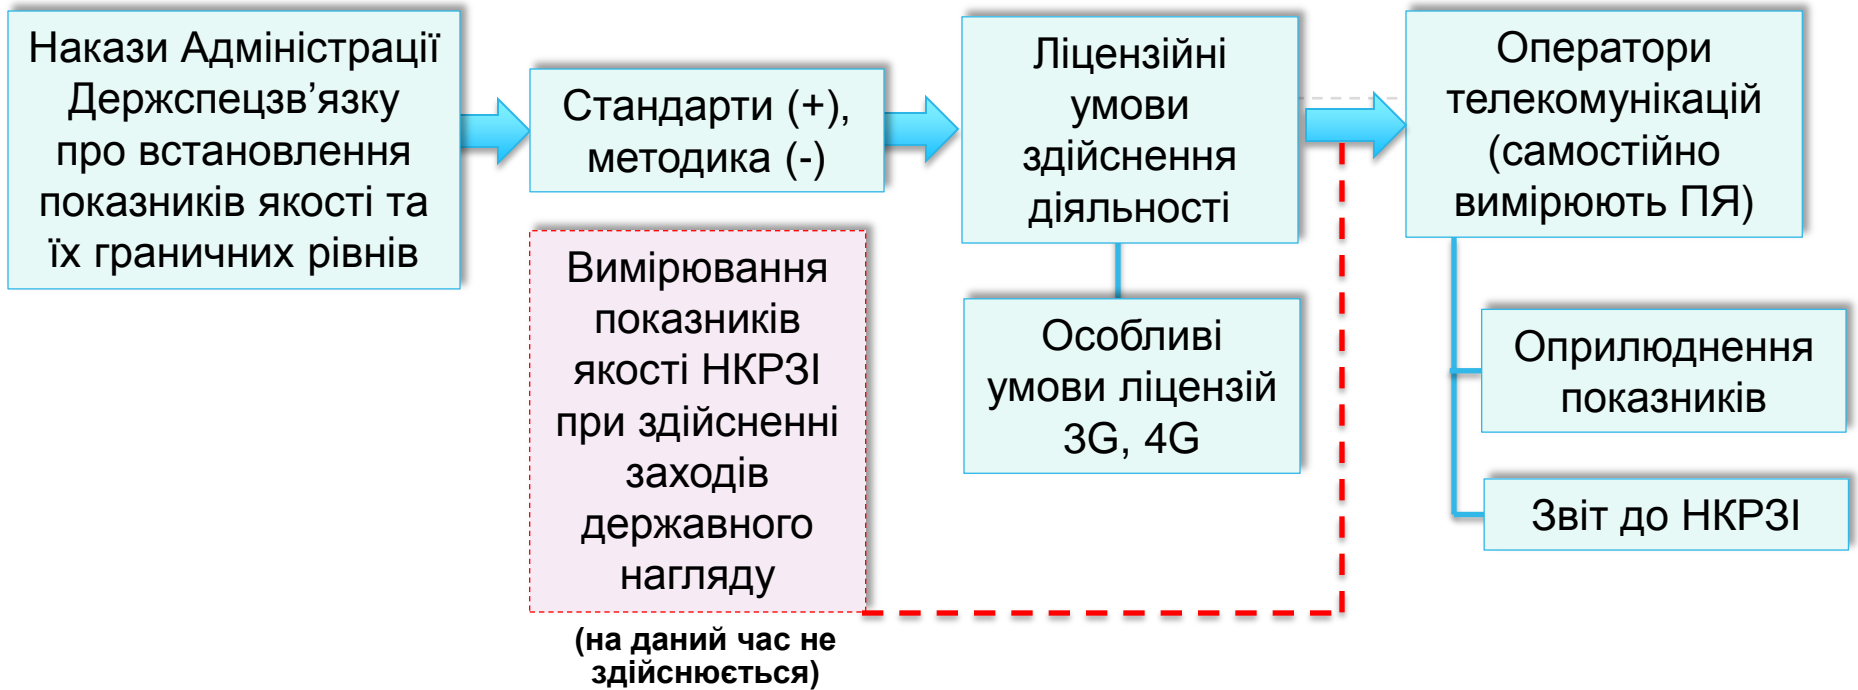 Накази Адміністрації
Держспецзв’язку
про встановлення
показників якості та
їх граничних рівнів
Стандарти (+),
методика (-)
Ліцензійні
умови
здійснення
діяльності
Оператори
телекомунікацій
(самостійно
вимірюють ПЯ)
Вимірювання
показників
якості НКРЗІ
при здійсненні
заходів
державного
нагляду
(на даний час не
здійснюється)
Особливі
умови ліцензій
3G, 4G
Оприлюднення
показників
Звіт до НКРЗІ